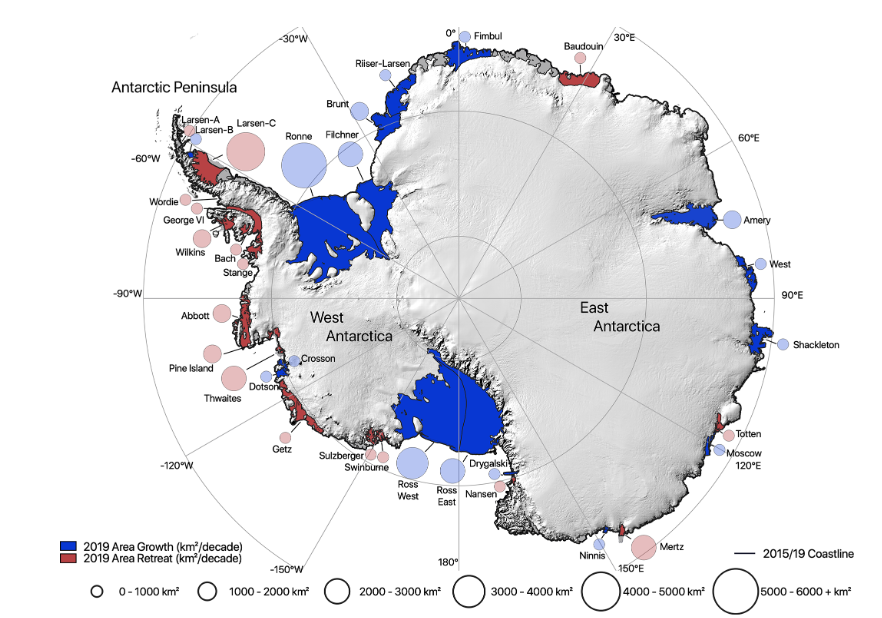 -30°W
0°
Fimbul
30°E
Baudouin
Riiser-Larsen
Antarctic Peninsula
Brunt
Larsen-A
Larsen-B
Larsen-C
Ronne
Filchner
60°E
-60°W
Wordie
George VI
Wilkins
Bach
Stange
Amery
West
-90°W
90°E
East
Antarctica
West
Antarctica
Abbott
Shackleton
Pine Island
Crosson
Dotson
Thwaites
Getz
Sulzberger
Swinburne
Totten
Moscow
120°E
-120°W
Ross
West
Ross
East
Drygalski
Nansen
Ninnis
Mertz
2019 Area Growth (km²/decade)
2019 Area Retreat (km²/decade)
2015/19 Coastline
-150°W
180°
150°E
0 - 1000 km²
1000 - 2000 km²
2000 - 3000 km²
3000 - 4000 km²
4000 - 5000 km²
5000 - 6000 + km²